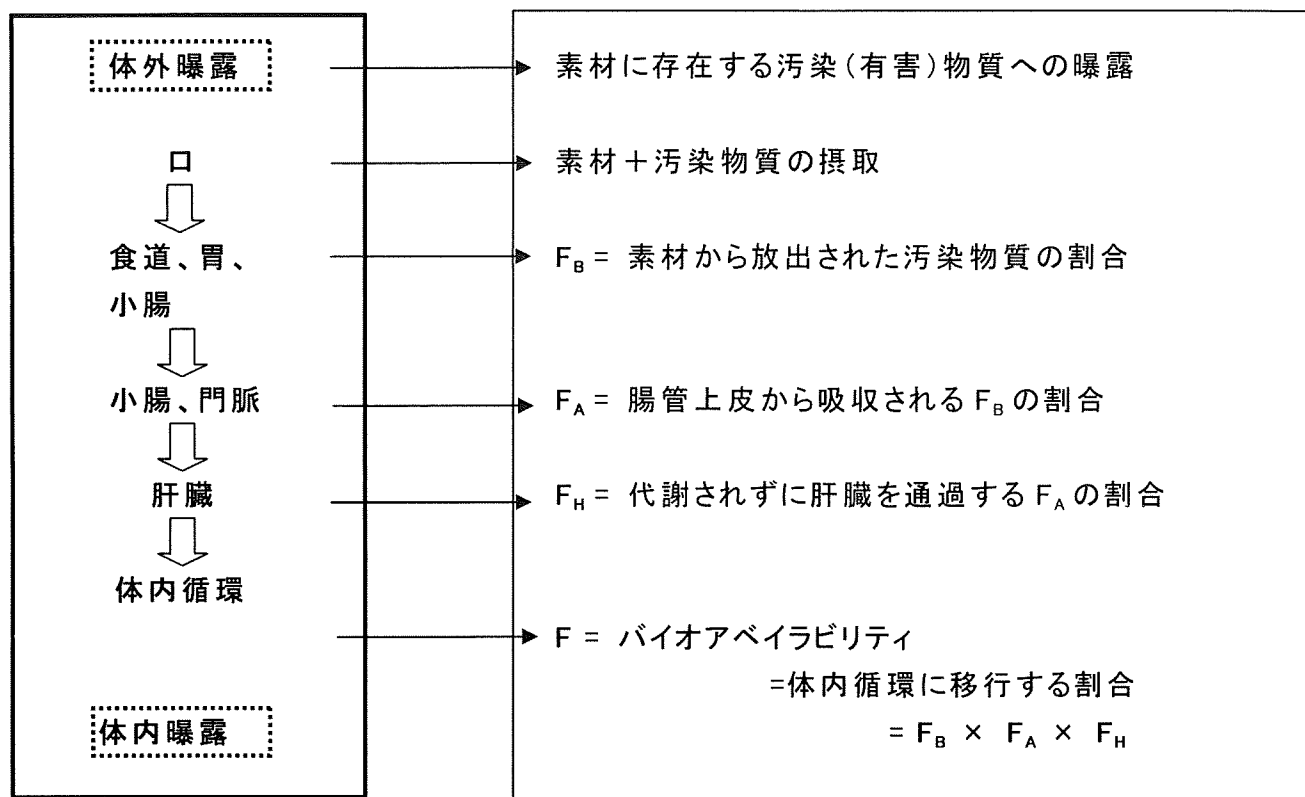 体外曝露
素材に存在する汚染(有害)物質への曝露
口
素材+汚染物質の摂取
食道、胃、
小腸
F_B = 素材から放出された汚染物質の割合
小腸、門脈
F_A = 腸管上皮から吸収される F_B の割合
肝臓
F_H = 代謝されずに肝臓を通過する F_A の割合
体内循環
F = バイオアベイラビリティ
=体内循環に移行する割合
= F_B × F_A × F_H
体内曝露